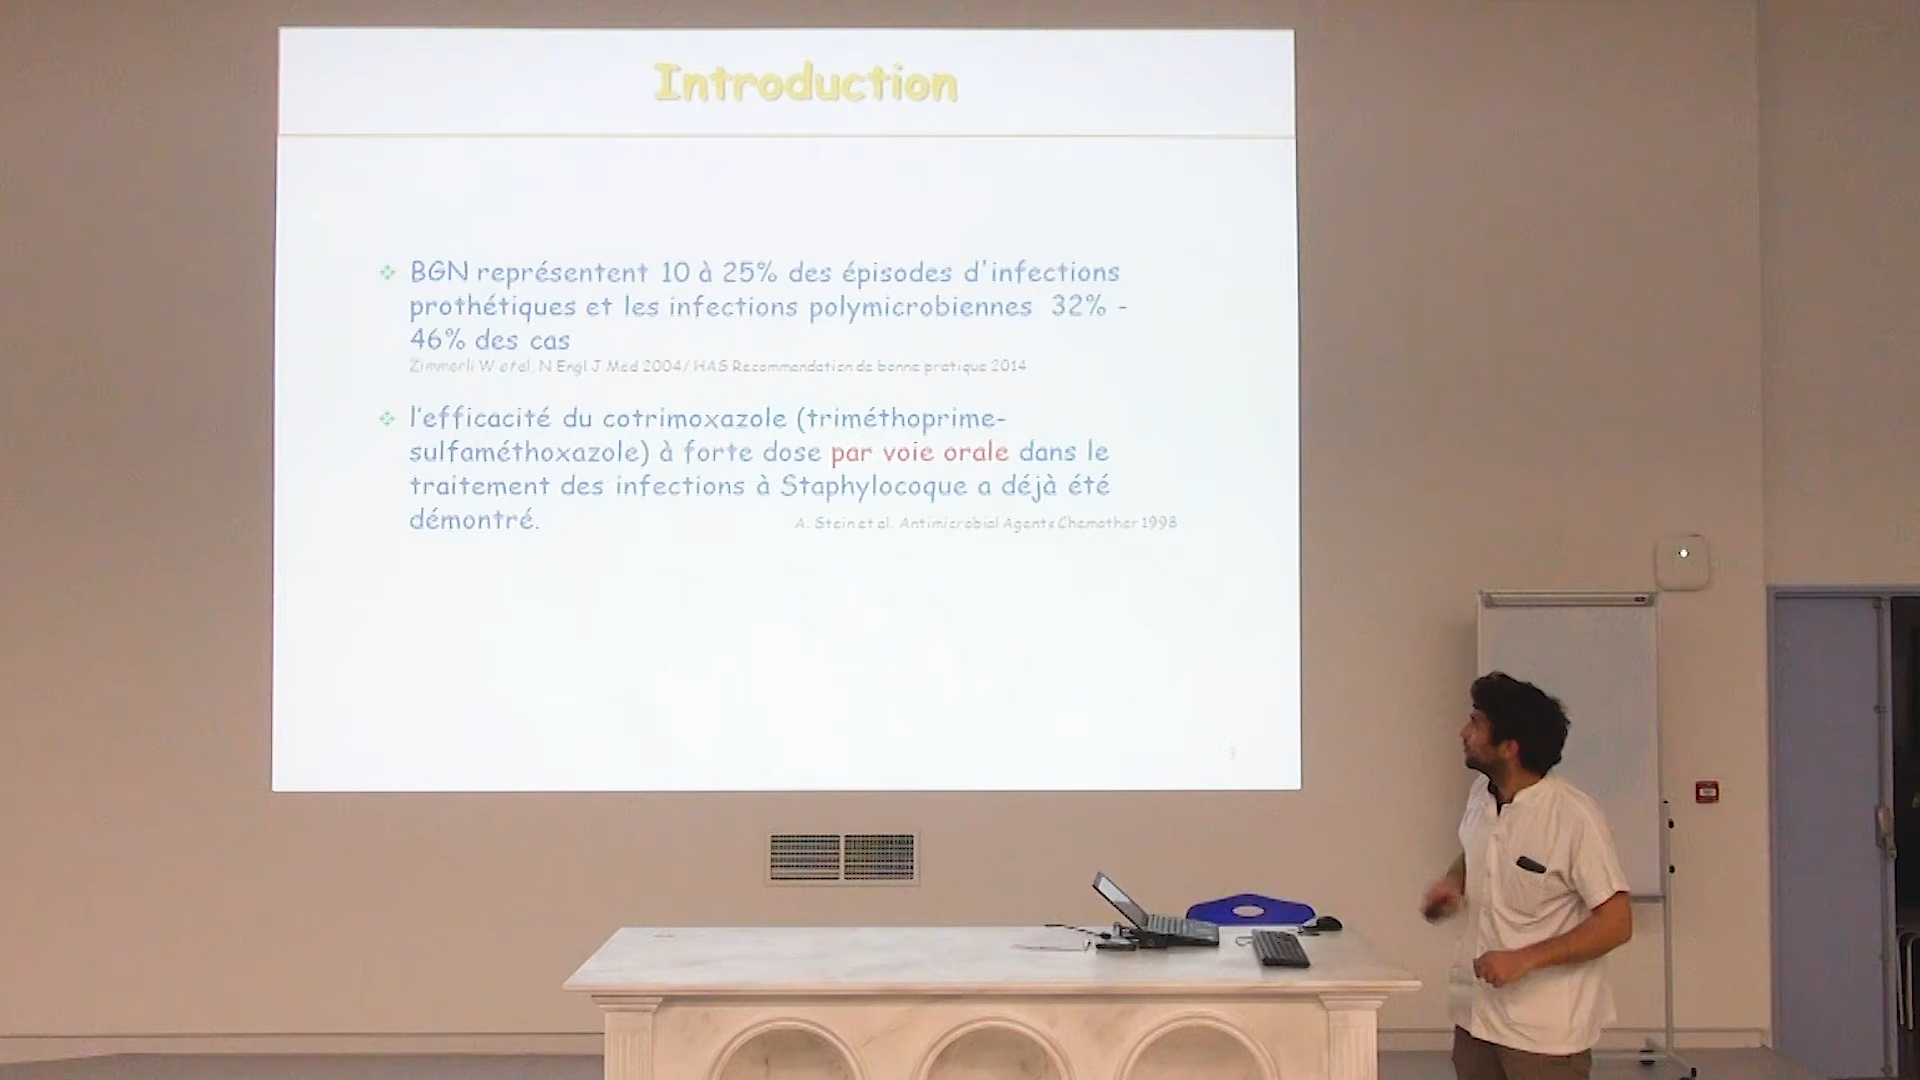 Introduction
BGN représentent 10 à 25% des épisodes d'infections
prothétiques et les infections polymicrobiennes 32% -
46% des cas
Zimmerli W et al. N Engl J Med 2004/ HAS Recommandation de bonne pratique 2014
l'efficacité du cotrimoxazole (triméthoprime-
sulfaméthoxazole) à forte dose par voie orale dans le
traitement des infections à Staphylocoque a déjà été
démontré.
A. Stein et al. Antimicrobial Agents Chemother 1998
3